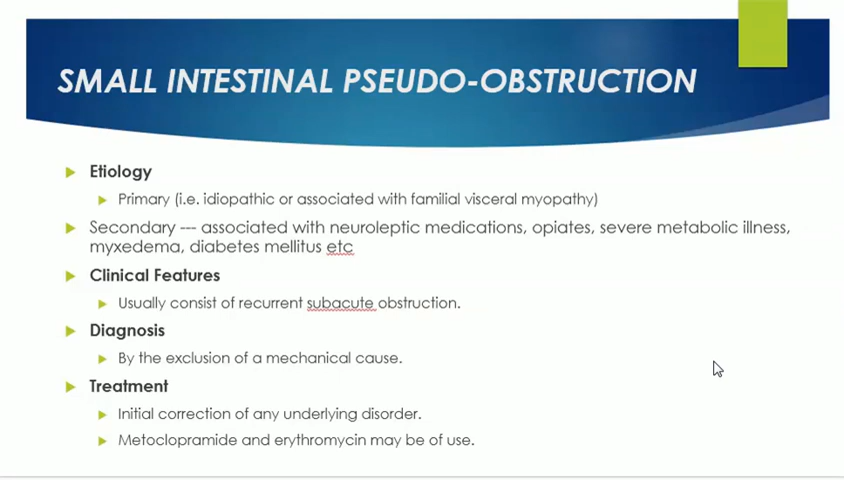 SMALL INTESTINAL PSEUDO-OBSTRUCTION
Etiology
Primary (i.e. idiopathic or associated with familial visceral myopathy)
Secondary --- associated with neuroleptic medications, opiates, severe metabolic illness,
myxedema, diabetes mellitus etc
Clinical Features
Usually consist of recurrent subacute obstruction.
Diagnosis
By the exclusion of a mechanical cause.
Treatment
Initial correction of any underlying disorder.
Metoclopramide and erythromycin may be of use.